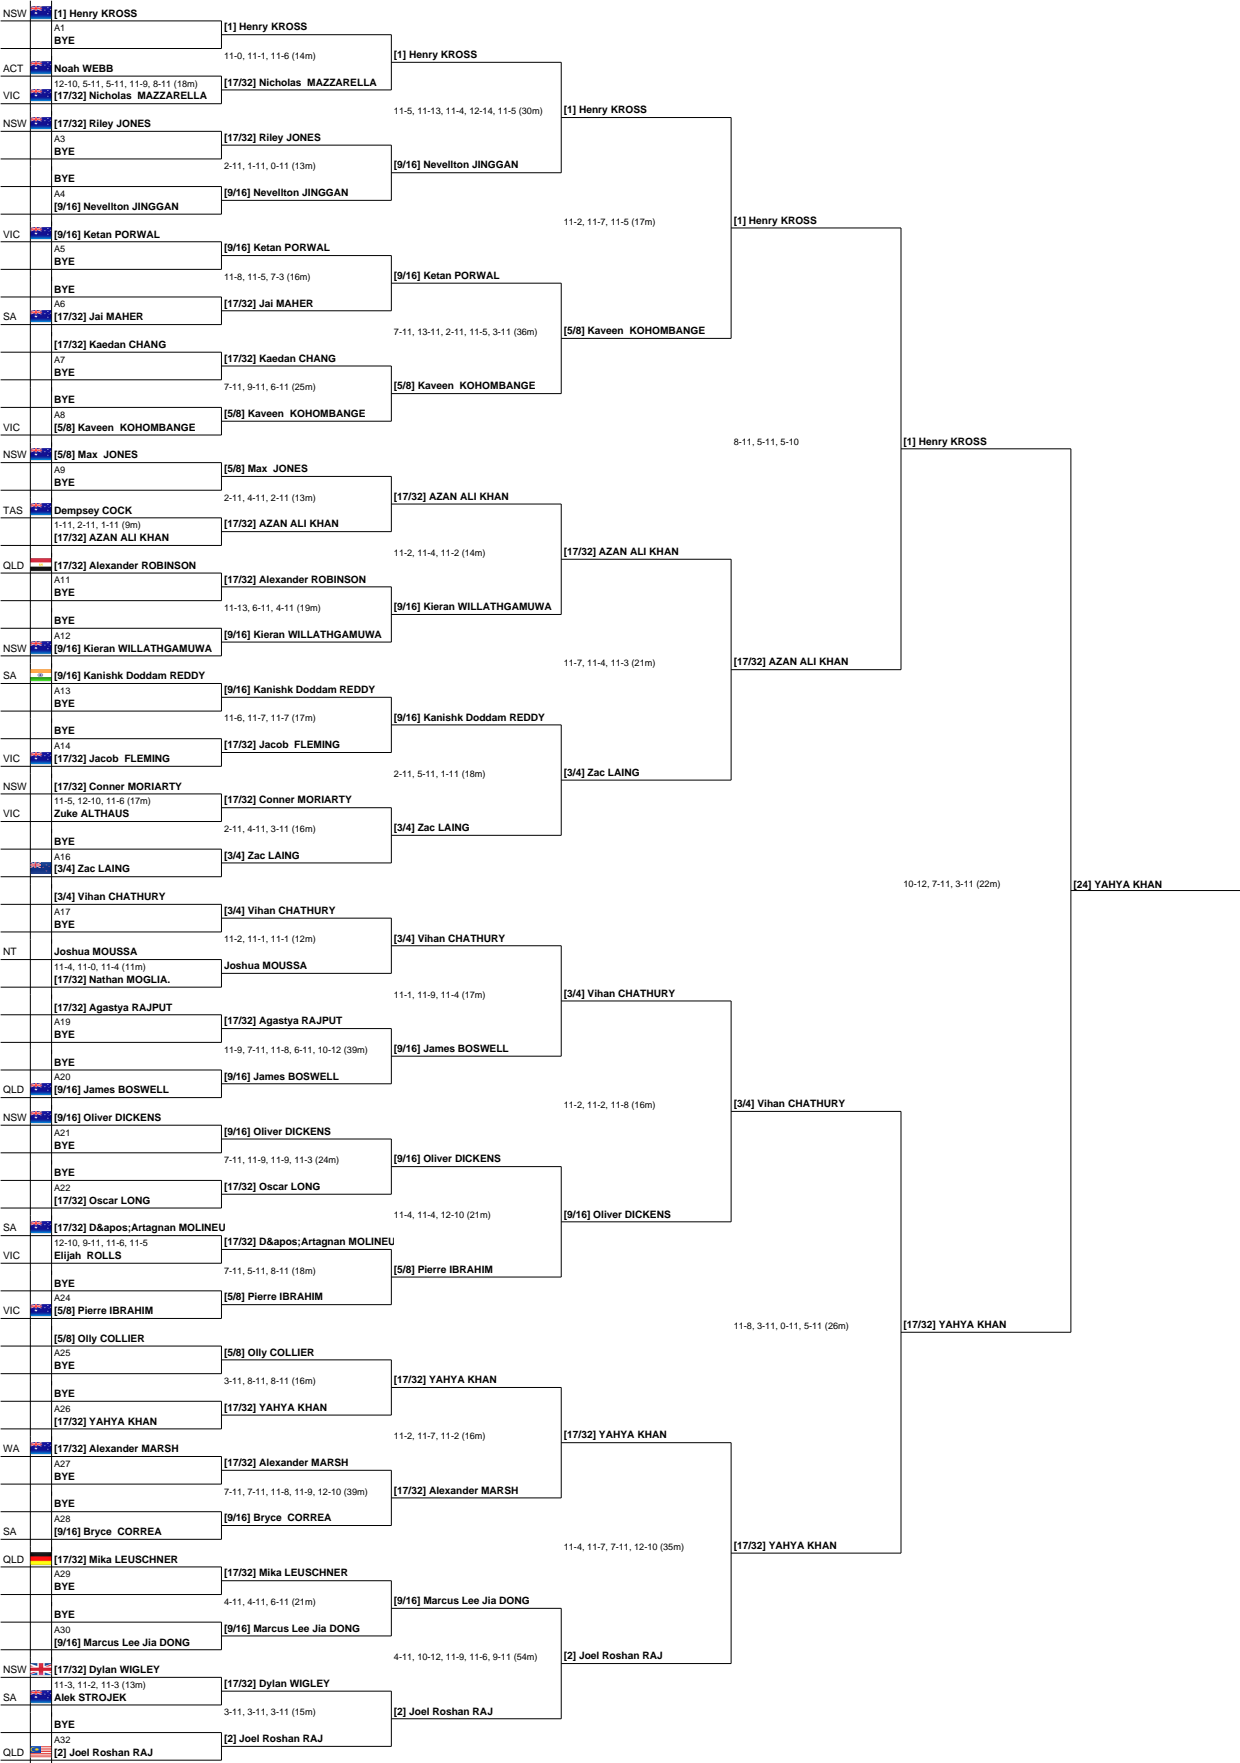 NSW [1] Henry KROSS
[1] Henry KROSS
A1
BYE
11-0, 11-1, 11-6 (14m)
[1] Henry KROSS
ACT Noah WEBB
[17/32] Nicholas MAZZARELLA
12-10, 5-11, 5-11, 11-9, 8-11 (18m)
VIC [17/32] Nicholas MAZZARELLA
11-5, 11-13, 11-4, 12-14, 11-5 (30m)
[1] Henry KROSS
NSW [17/32] Riley JONES
[17/32] Riley JONES
A3
BYE
2-11, 1-11, 0-11 (13m)
[9/16] Nevellton JINGGAN
BYE
[9/16] Nevellton JINGGAN
A4
[9/16] Nevellton JINGGAN
11-2, 11-7, 11-5 (17m)
[1] Henry KROSS
VIC [9/16] Ketan PORWAL
[9/16] Ketan PORWAL
A5
BYE
11-8, 11-5, 7-3 (16m)
[9/16] Ketan PORWAL
BYE
[17/32] Jai MAHER
A6
SA [17/32] Jai MAHER
7-11, 13-11, 2-11, 11-5, 3-11 (36m)
[5/8] Kaveen KOHOMBANGE
[17/32] Kaedan CHANG
[17/32] Kaedan CHANG
A7
BYE
7-11, 9-11, 6-11 (25m)
[5/8] Kaveen KOHOMBANGE
BYE
[5/8] Kaveen KOHOMBANGE
A8
VIC [5/8] Kaveen KOHOMBANGE
8-11, 5-11, 5-10
[1] Henry KROSS
NSW [5/8] Max JONES
[5/8] Max JONES
A9
BYE
2-11, 4-11, 2-11 (13m)
[17/32] AZAN ALI KHAN
TAS Dempsey COCK
[17/32] AZAN ALI KHAN
1-11, 2-11, 1-11 (9m)
[17/32] AZAN ALI KHAN
11-2, 11-4, 11-2 (14m)
[17/32] AZAN ALI KHAN
QLD [17/32] Alexander ROBINSON
[17/32] Alexander ROBINSON
A11
BYE
11-13, 6-11, 4-11 (19m)
[9/16] Kieran WILLATHGAMUWA
BYE
[9/16] Kieran WILLATHGAMUWA
A12
NSW [9/16] Kieran WILLATHGAMUWA
11-7, 11-4, 11-3 (21m)
[17/32] AZAN ALI KHAN
SA [9/16] Kanishk Doddam REDDY
[9/16] Kanishk Doddam REDDY
A13
BYE
11-6, 11-7, 11-7 (17m)
[9/16] Kanishk Doddam REDDY
BYE
[17/32] Jacob FLEMING
A14
VIC [17/32] Jacob FLEMING
2-11, 5-11, 1-11 (18m)
[3/4] Zac LAING
NSW [17/32] Conner MORIARTY
[17/32] Conner MORIARTY
11-5, 12-10, 11-6 (17m)
VIC Zuke ALTHAUS
2-11, 4-11, 3-11 (16m)
[3/4] Zac LAING
BYE
[3/4] Zac LAING
A16
[3/4] Zac LAING
10-12, 7-11, 3-11 (22m)
[24] YAHYA KHAN
[3/4] Vihan CHATHURY
[3/4] Vihan CHATHURY
A17
BYE
11-2, 11-1, 11-1 (12m)
[3/4] Vihan CHATHURY
NT Joshua MOUSSA
Joshua MOUSSA
11-4, 11-0, 11-4 (11m)
[17/32] Nathan MOGLIA.
11-1, 11-9, 11-4 (17m)
[3/4] Vihan CHATHURY
[17/32] Agastya RAJPUT
[17/32] Agastya RAJPUT
A19
BYE
11-9, 7-11, 11-8, 6-11, 10-12 (39m)
[9/16] James BOSWELL
BYE
[9/16] James BOSWELL
A20
QLD [9/16] James BOSWELL
11-2, 11-2, 11-8 (16m)
[3/4] Vihan CHATHURY
NSW [9/16] Oliver DICKENS
[9/16] Oliver DICKENS
A21
BYE
7-11, 11-9, 11-9, 11-3 (24m)
[9/16] Oliver DICKENS
BYE
[17/32] Oscar LONG
A22
[17/32] Oscar LONG
11-4, 11-4, 12-10 (21m)
[9/16] Oliver DICKENS
SA [17/32] D&apos;Artagnan MOLINEU
[17/32] D&apos;Artagnan MOLINEU
12-10, 9-11, 11-6, 11-5
VIC Elijah ROLLS
7-11, 5-11, 8-11 (18m)
[5/8] Pierre IBRAHIM
BYE
[5/8] Pierre IBRAHIM
A24
VIC [5/8] Pierre IBRAHIM
11-8, 3-11, 0-11, 5-11 (26m)
[17/32] YAHYA KHAN
[5/8] Olly COLLIER
[5/8] Olly COLLIER
A25
BYE
3-11, 8-11, 8-11 (16m)
[17/32] YAHYA KHAN
BYE
[17/32] YAHYA KHAN
A26
[17/32] YAHYA KHAN
11-2, 11-7, 11-2 (16m)
[17/32] YAHYA KHAN
WA [17/32] Alexander MARSH
[17/32] Alexander MARSH
A27
BYE
7-11, 7-11, 11-8, 11-9, 12-10 (39m)
[17/32] Alexander MARSH
BYE
[9/16] Bryce CORREA
A28
SA [9/16] Bryce CORREA
11-4, 11-7, 7-11, 12-10 (35m)
[17/32] YAHYA KHAN
QLD [17/32] Mika LEUSCHNER
[17/32] Mika LEUSCHNER
A29
BYE
4-11, 4-11, 6-11 (21m)
[9/16] Marcus Lee Jia DONG
BYE
[9/16] Marcus Lee Jia DONG
A30
[9/16] Marcus Lee Jia DONG
4-11, 10-12, 11-9, 11-6, 9-11 (54m)
[2] Joel Roshan RAJ
NSW [17/32] Dylan WIGLEY
[17/32] Dylan WIGLEY
11-3, 11-2, 11-3 (13m)
SA Alek STROJEK
3-11, 3-11, 3-11 (15m)
[2] Joel Roshan RAJ
BYE
[2] Joel Roshan RAJ
A32
QLD [2] Joel Roshan RAJ